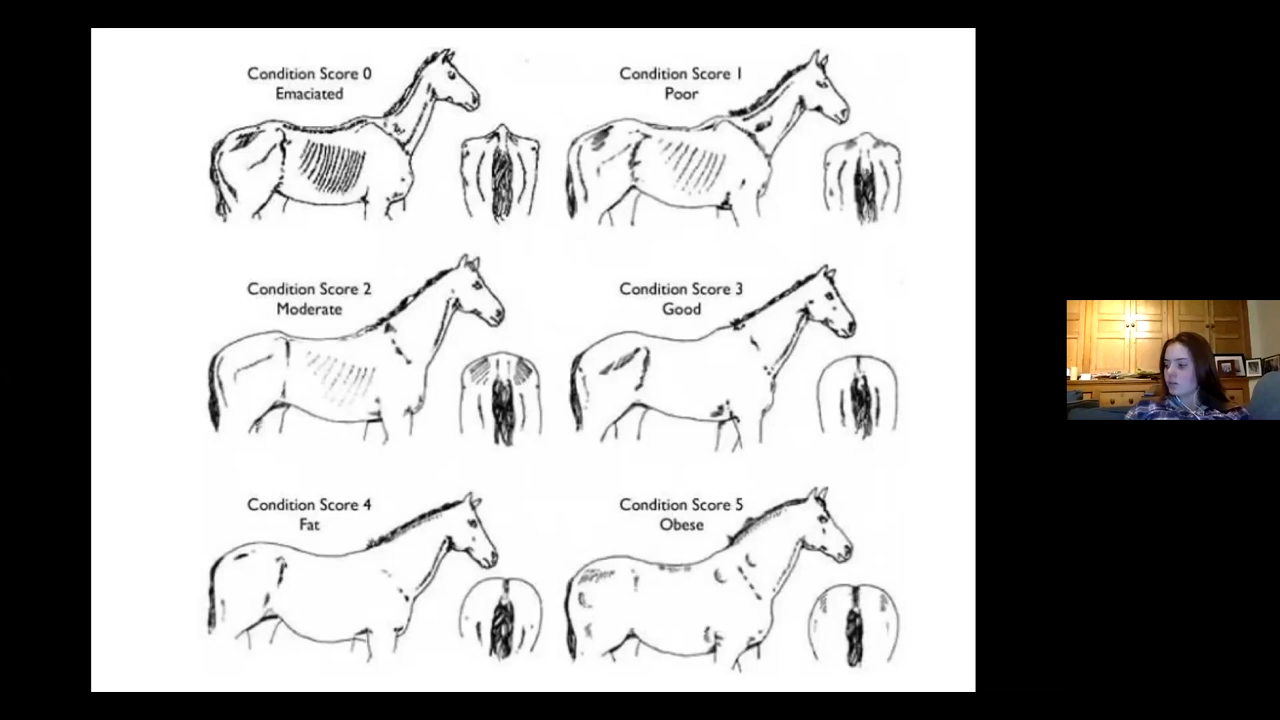 Condition Score 0
Emaciated
Condition Score 1
Poor
Condition Score 2
Moderate
Condition Score 3
Good
Condition Score 4
Fat
Condition Score 5
Obese